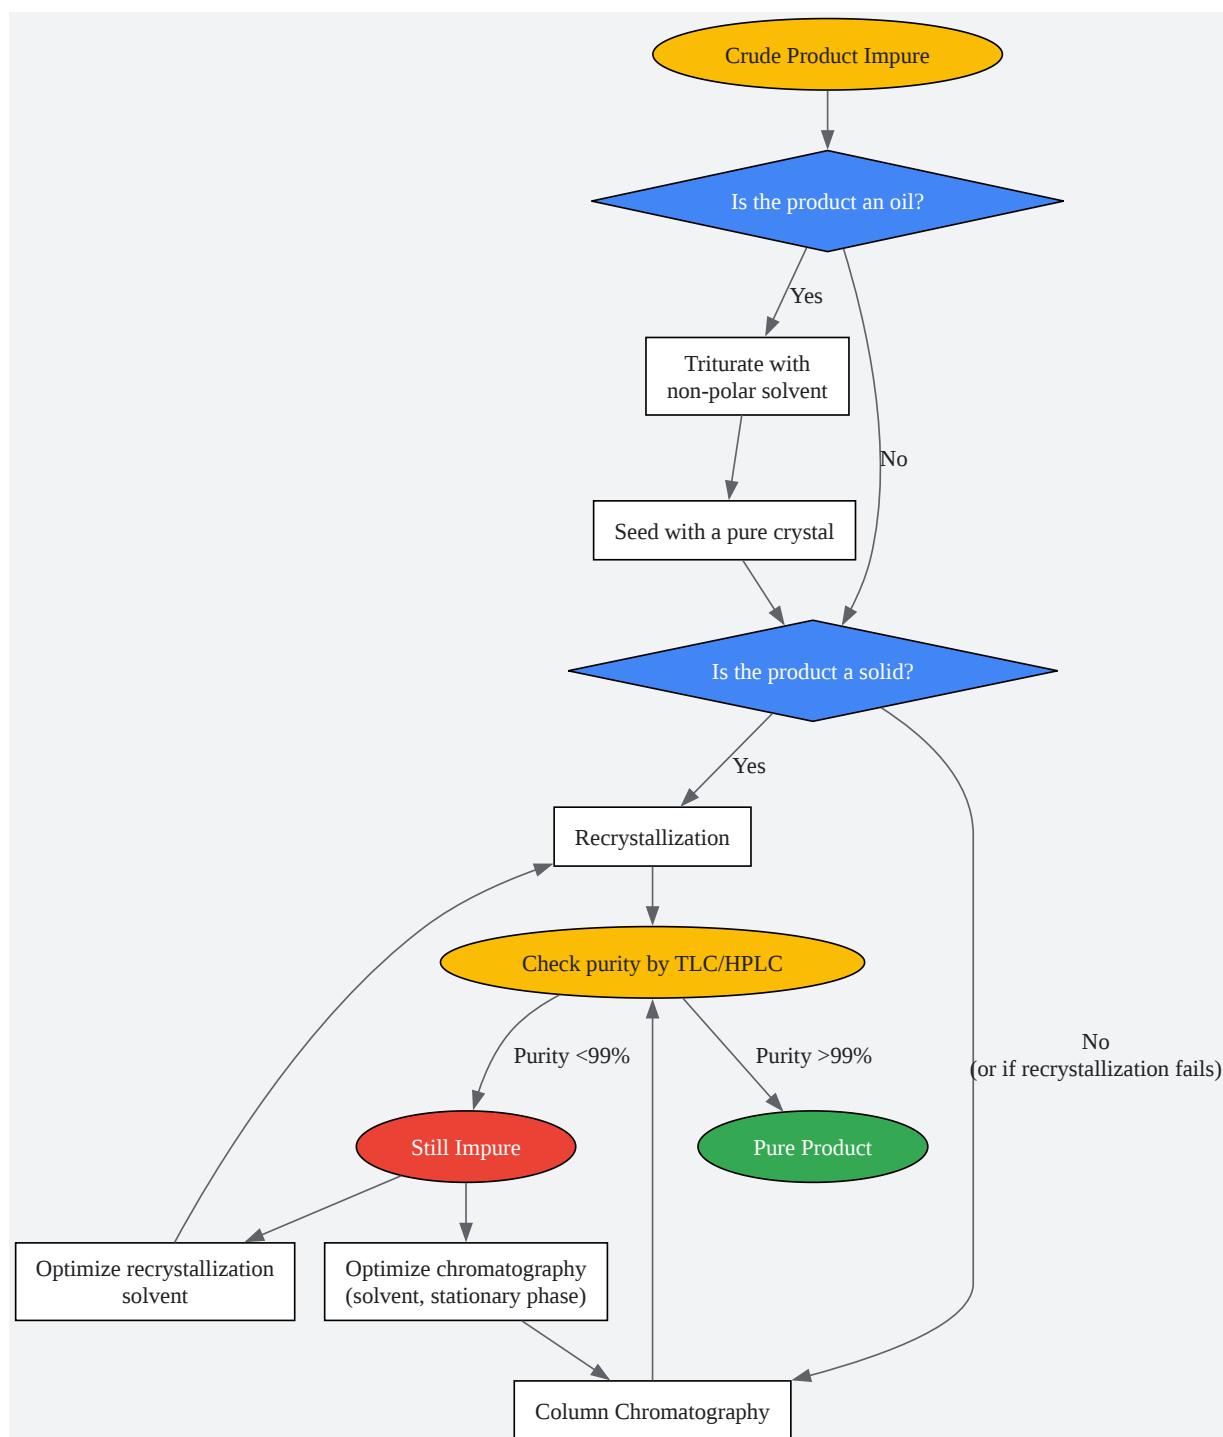 Crude Product Impure
Is the product an oil?
Yes
Triturate with
non-polar solvent
No
Seed with a pure crystal
Is the product a solid?
Yes
Recrystallization
Check purity by TLC/HPLC
No
(or if recrystallization fails)
Purity <99%
Purity >99%
Still Impure
Pure Product
Optimize recrystallization
solvent
Optimize chromatography
(solvent, stationary phase)
Column Chromatography